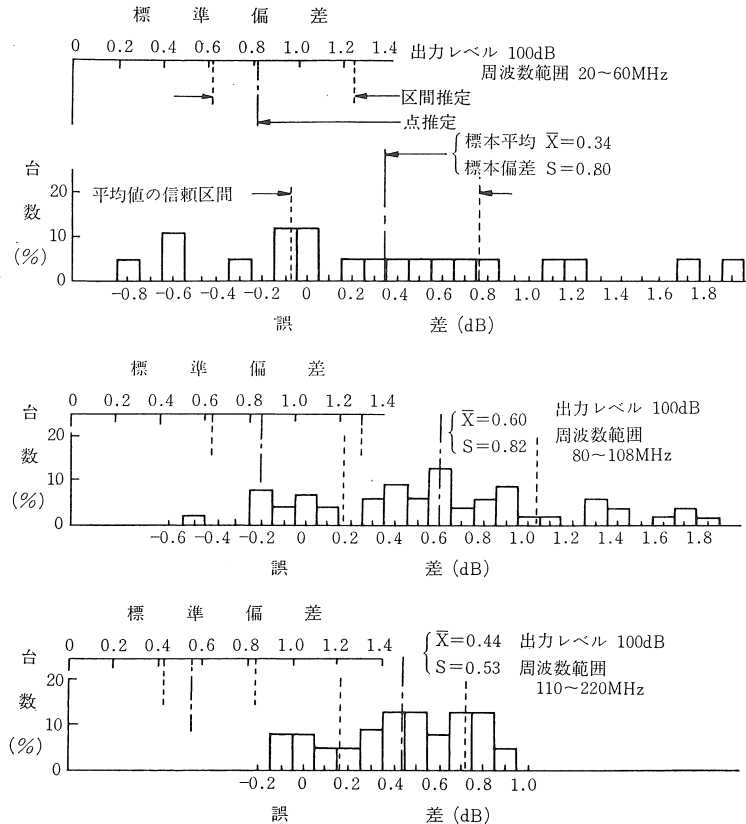 標 準 偏 差
0 0.2 0.4 0.6 0.8 1.0 1.2 1.4
出力レベル 100dB
周波数範囲 20～60MHz
区間推定
点推定
標本平均 X̄=0.34
標本偏差 S=0.80
台数(%)
平均値の信頼区間
20
10
0
-0.8 -0.6 -0.4 -0.2 0 0.2 0.4 0.6 0.8 1.0 1.2 1.4 1.6 1.8
誤 差(dB)
標 準 偏 差
0 0.2 0.4 0.6 0.8 1.0 1.2 1.4
X̄=0.60
S=0.82
出力レベル 100dB
周波数範囲
80～108MHz
台数(%)
20
10
0
-0.6 -0.4 -0.2 0 0.2 0.4 0.6 0.8 1.0 1.2 1.4 1.6 1.8
誤 差(dB)
標 準 偏 差
0 0.2 0.4 0.6 0.8 1.0 1.2 1.4
X̄=0.44
S=0.53
出力レベル 100dB
周波数範囲
110～220MHz
台数(%)
20
10
0
-0.2 0 0.2 0.4 0.6 0.8 1.0
誤 差(dB)